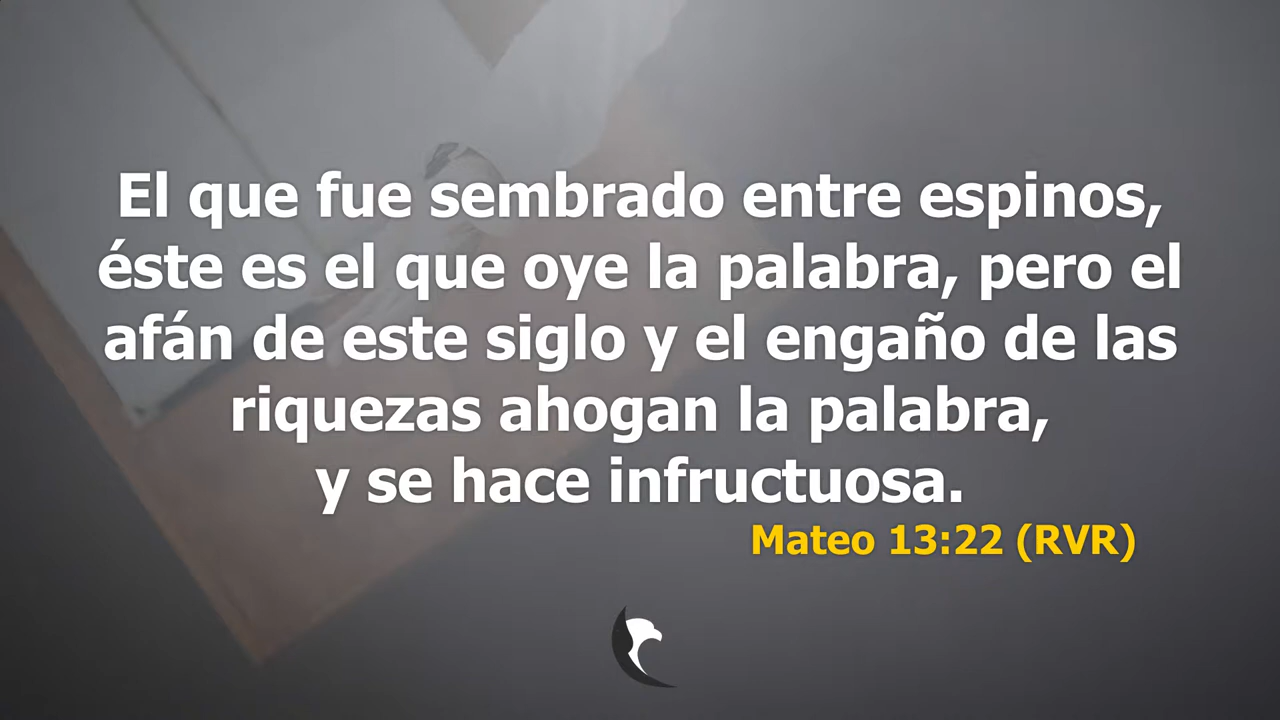 El que fue sembrado entre espinos,
éste es el que oye la palabra, pero el
afán de este siglo y el engaño de las
riquezas ahogan la palabra,
y se hace infructuosa.
Mateo 13:22 (RVR)